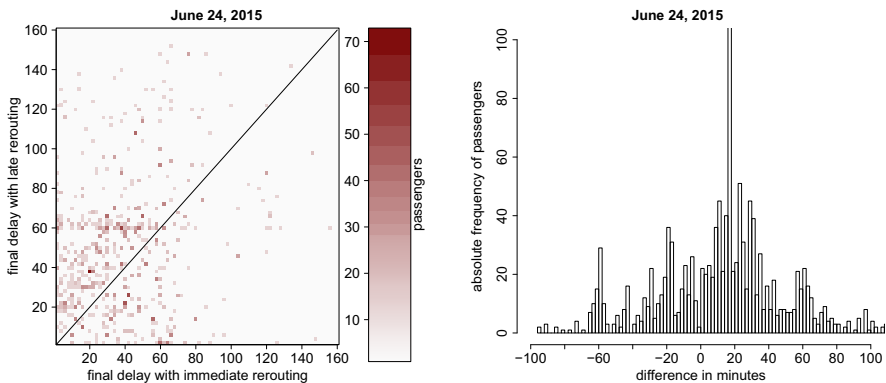 June 24, 2015
160
140
120
100
80
60
40
20
20 40 60 80 100 120 140 160
final delay with late rerouting
final delay with immediate rerouting
70
60
50
40
30
20
10
passengers
June 24, 2015
100
80
60
40
20
0
−100 −60 −20 0 20 40 60 80 100
absolute frequency of passengers
difference in minutes